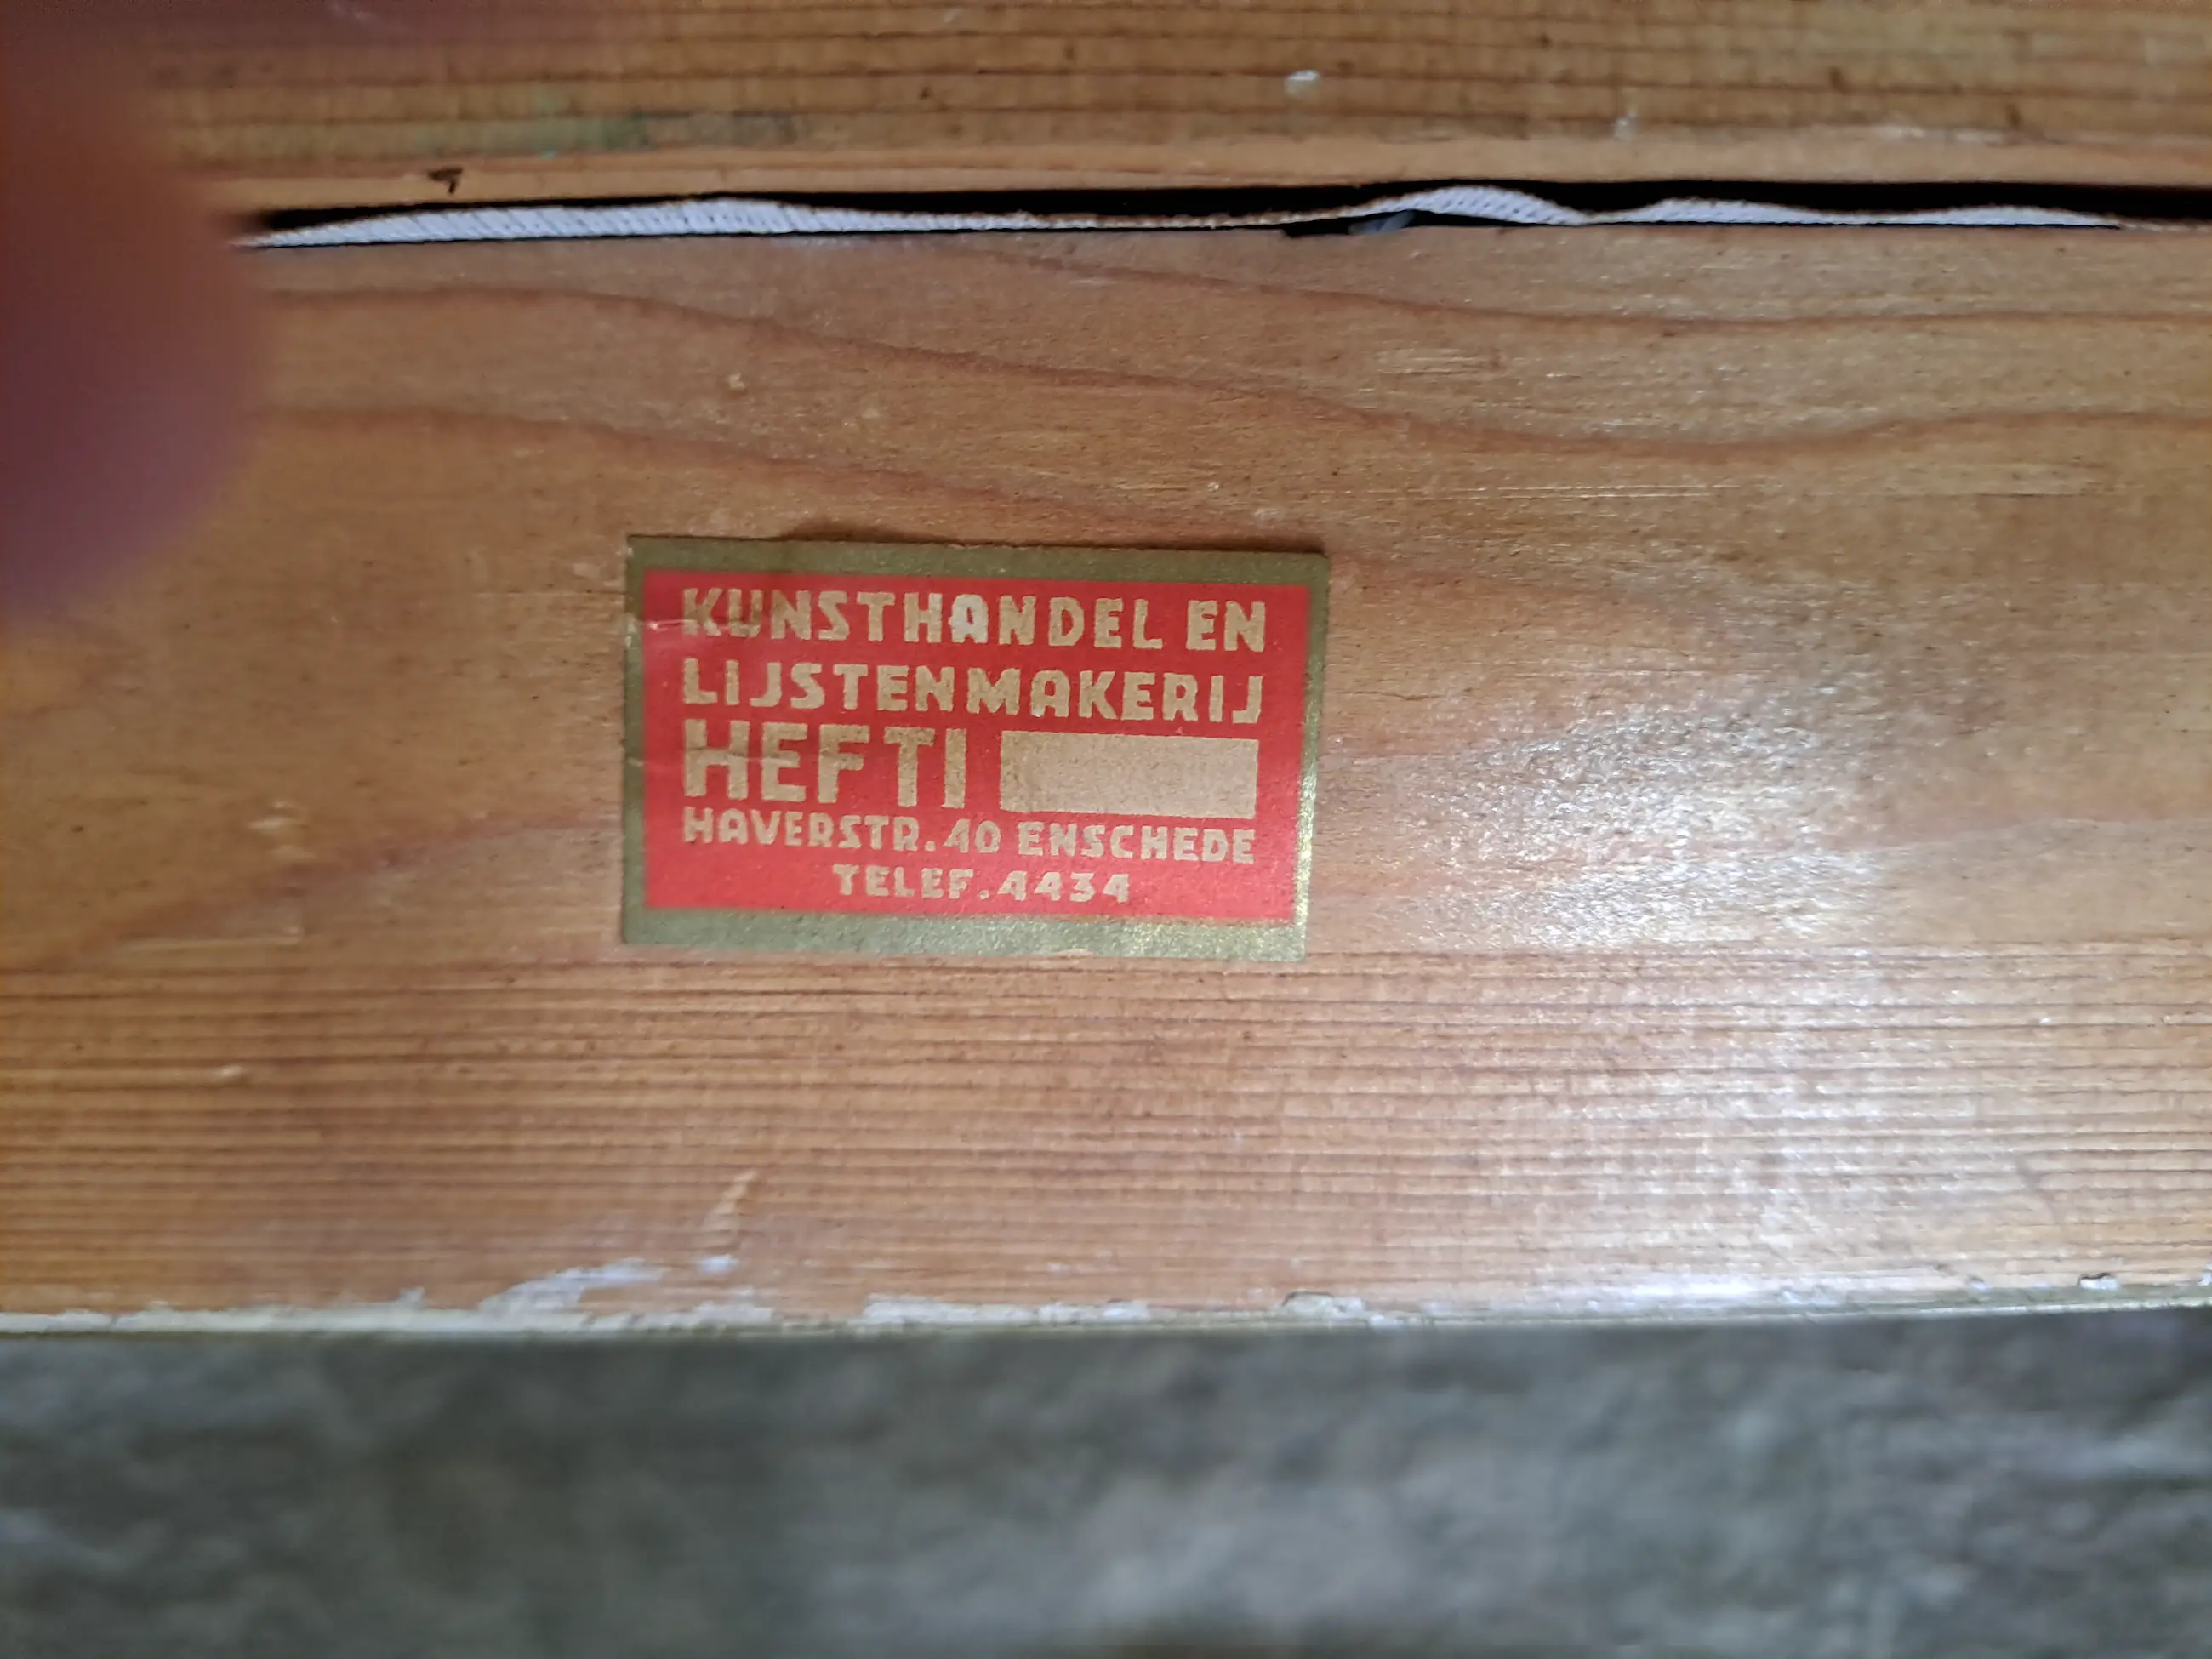 KUNSTHANDEL EN
LIJSTENMAKERIJ
HEFTI
HAVERSTR. 40 ENSCHEDE
TELEF. 4434